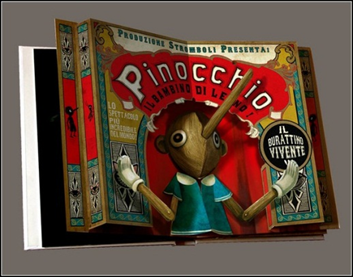 PRODUZIONE STROMBOLI PRESENTA:
PINOCCHIO
IL BAMBINO DI LEGNO!
LO
SPETTACOLO
PIÙ
INCREDIBILE
DEL MONDO
IL
BURATTINO
VIVENTE